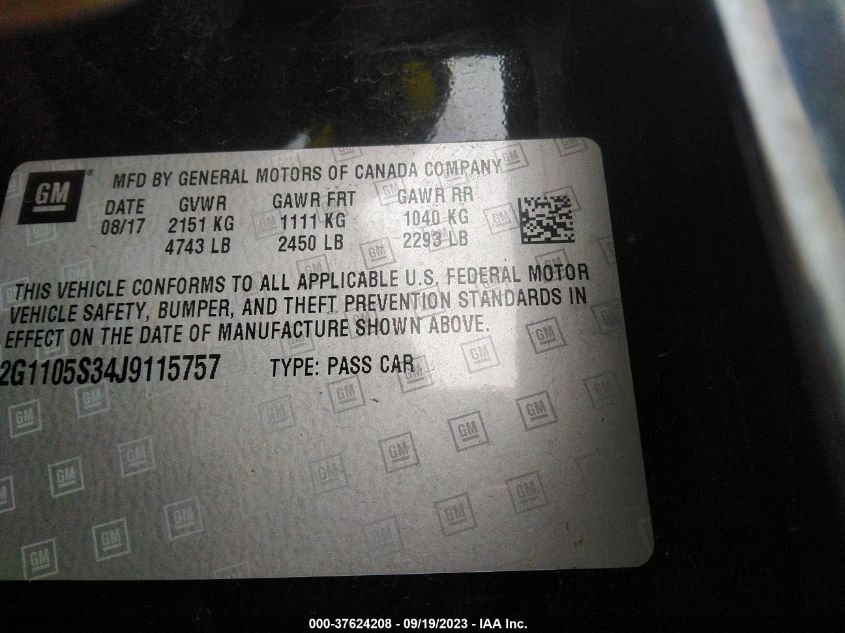 GM
MFD BY GENERAL MOTORS OF CANADA COMPANY
DATE GVWR GAWR FRT GAWR RR
08/17 2151 KG 1111 KG 1040 KG
4743 LB 2450 LB 2293 LB
THIS VEHICLE CONFORMS TO ALL APPLICABLE U.S. FEDERAL MOTOR
VEHICLE SAFETY, BUMPER, AND THEFT PREVENTION STANDARDS IN
EFFECT ON THE DATE OF MANUFACTURE SHOWN ABOVE.
2G1105S34J9115757 TYPE: PASS CAR
000-37624208 - 09/19/2023 - IAA Inc.